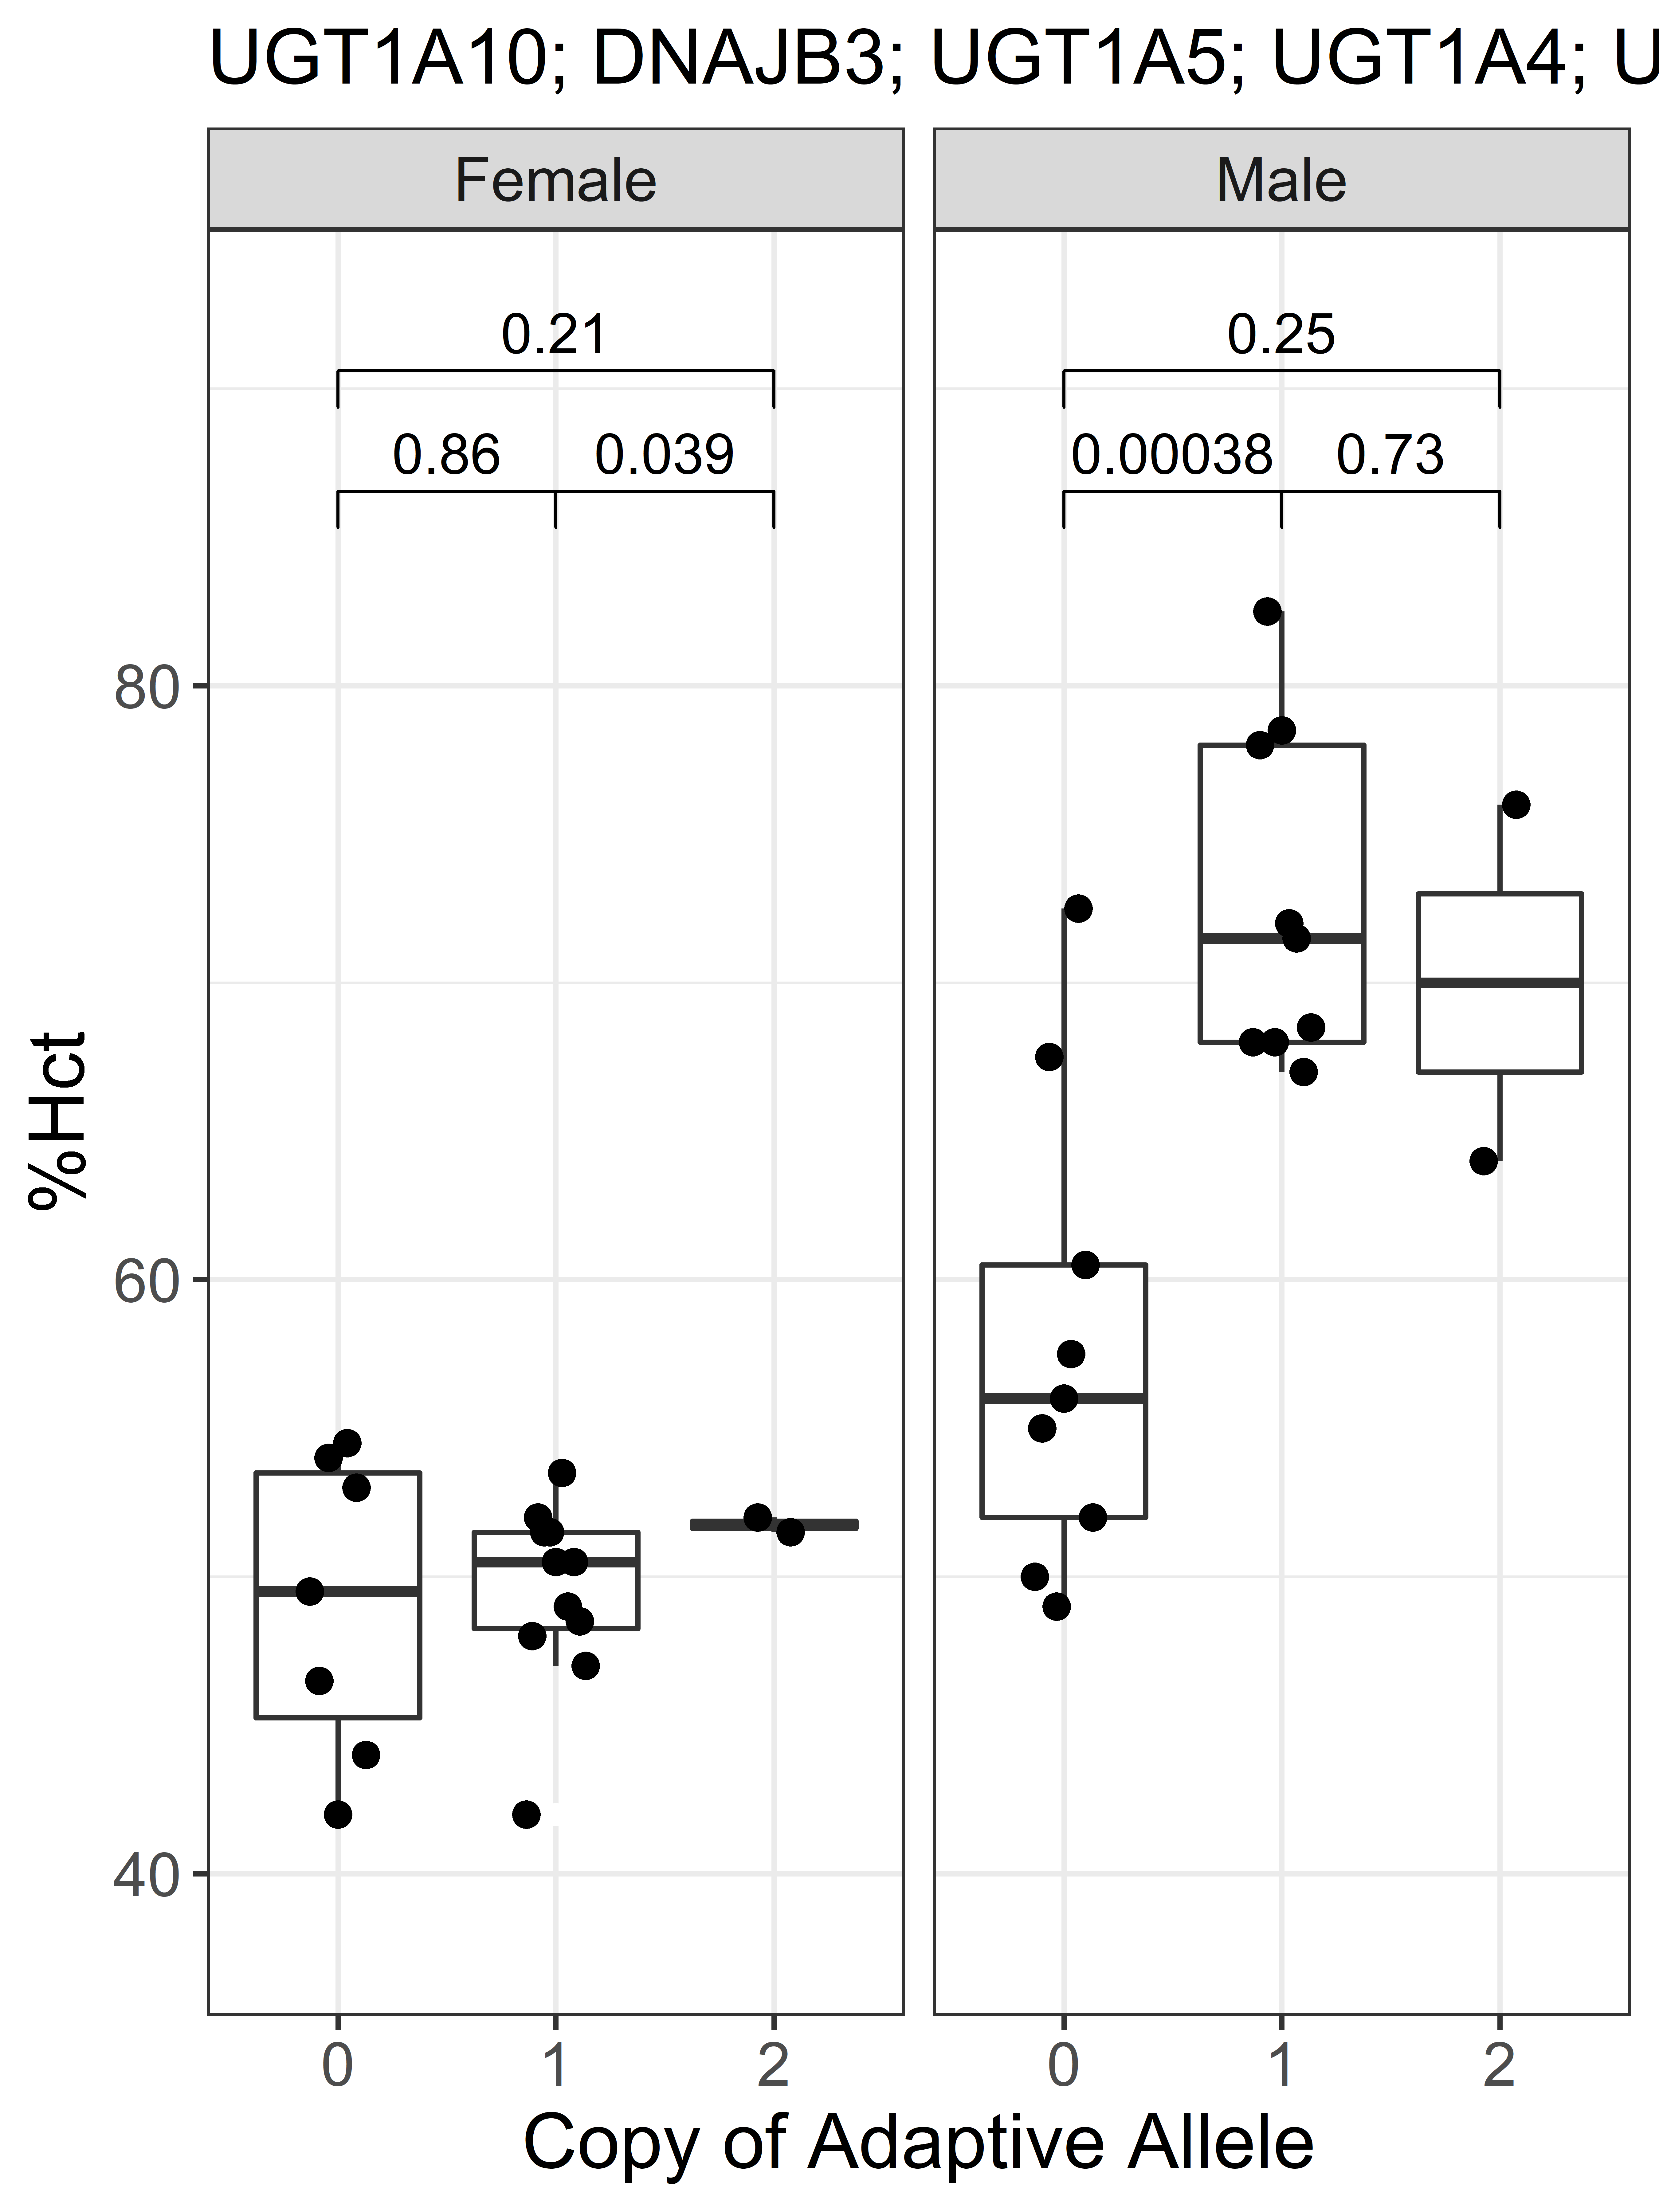 UGT1A10; DNAJB3; UGT1A5; UGT1A4; U
Female Male
0.21 0.25
0.86 0.039 0.00038 0.73
80
60
40
%Hct
0 1 2 0 1 2
Copy of Adaptive Allele